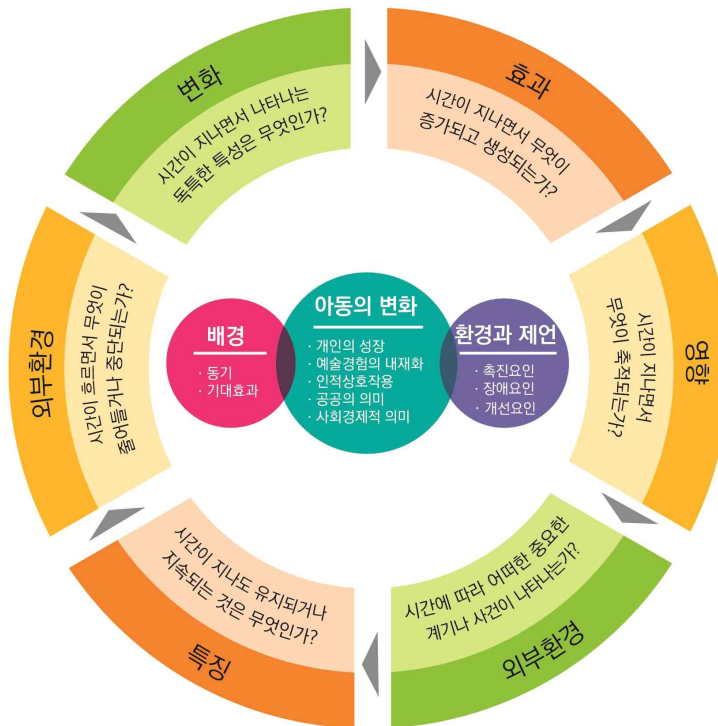 변화
시간이 지나면서 나타나는
독특한 특성은 무엇인가?
효과
시간이 지나면서 무엇이
증가되고 생성되는가?
영향
시간이 지나면서
무엇이 축적되는가?
외부환경
시간에 따라 어떠한 중요한
계기나 사건이 나타나는가?
특징
시간이 지나도 유지되거나
지속되는 것은 무엇인가?
외부환경
시간이 흐르면서 무엇이
줄어들거나 중단되는가?
배경
· 동기
· 기대효과
아동의 변화
· 개인의 성장
· 예술경험의 내재화
· 인적상호작용
· 공공의 의미
· 사회경제적 의미
환경과 제언
· 촉진요인
· 장애요인
· 개선요인